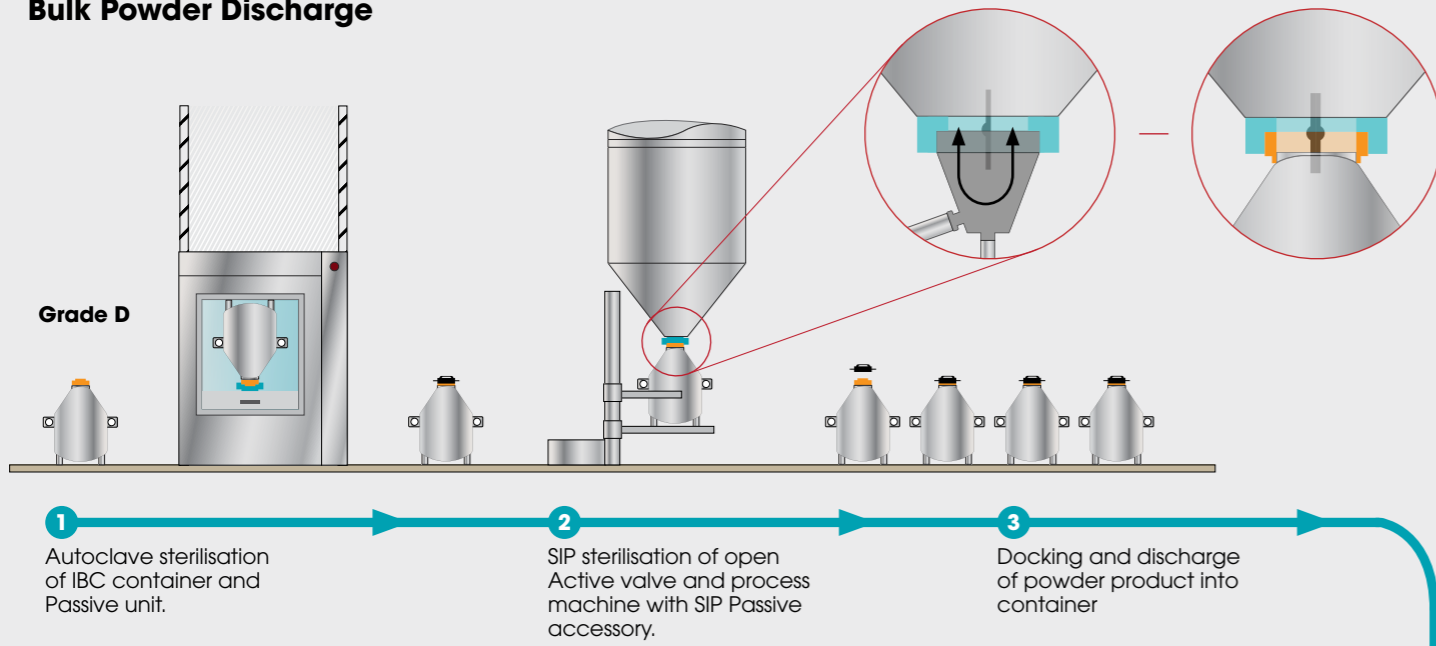 Bulk Powder Discharge
Grade D
1
Autoclave sterilisation
of IBC container and
Passive unit.
2
SIP sterilisation of open
Active valve and process
machine with SIP Passive
accessory.
3
Docking and discharge
of powder product into
container